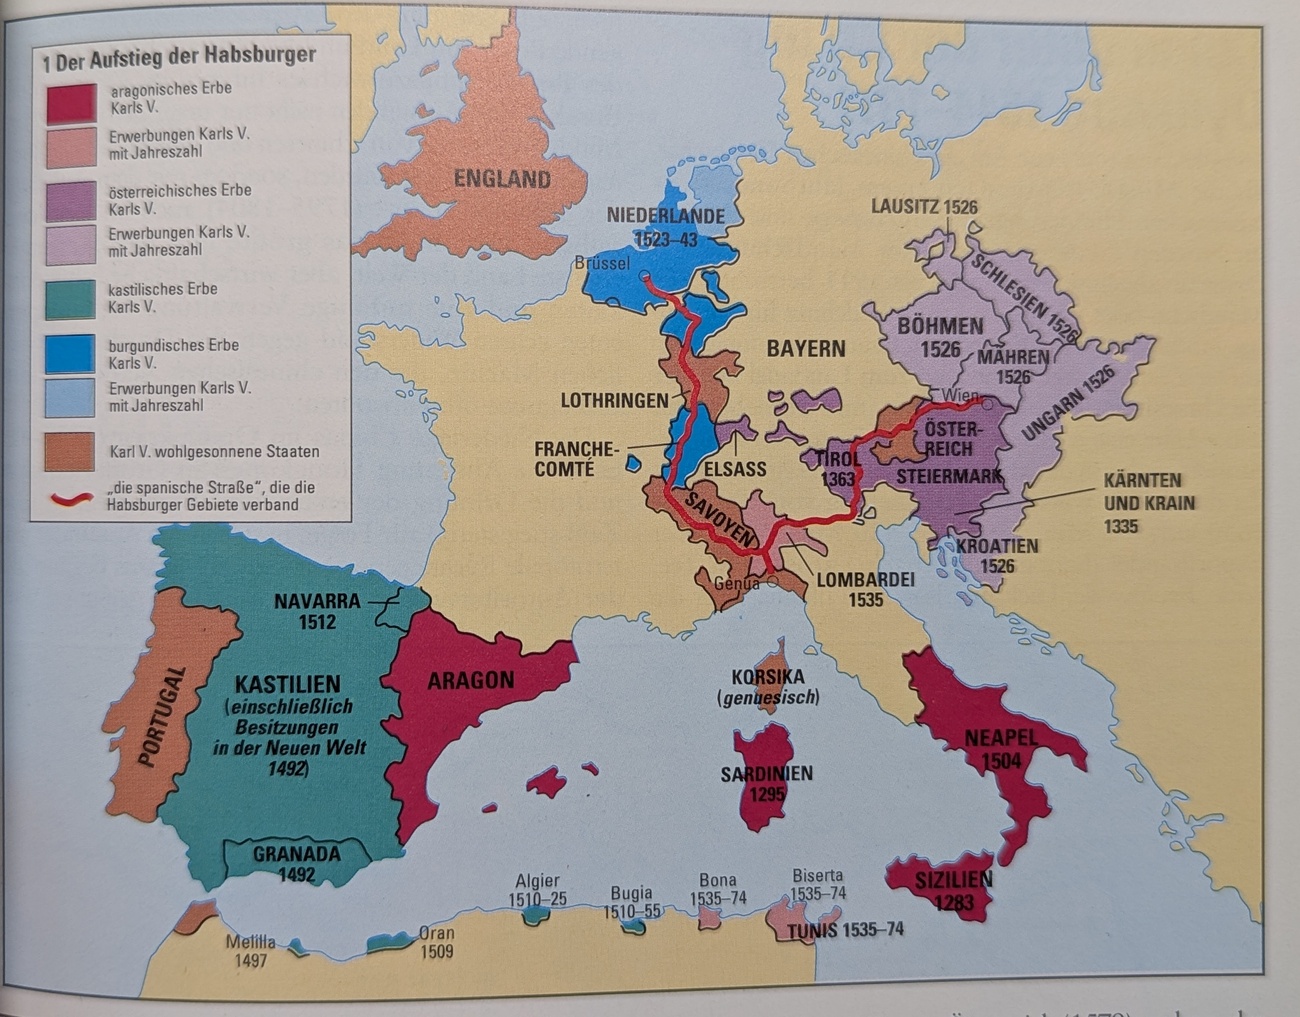 1 Der Aufstieg der Habsburger
aragonisches Erbe
Karls V.
Erwerbungen Karls V.
mit Jahreszahl
österreichisches Erbe
Karls V.
Erwerbungen Karls V.
mit Jahreszahl
kastilisches Erbe
Karls V.
burgundisches Erbe
Karls V.
Erwerbungen Karls V.
mit Jahreszahl
Karl V. wohlgesonnene Staaten
„die spanische Straße“, die die
Habsburger Gebiete verband
ENGLAND
NIEDERLANDE
1523–43
Brüssel
LAUSITZ 1526
SCHLESIEN 1526
BÖHMEN
1526
MÄHREN
1526
UNGARN 1526
BAYERN
Wien
LOTHRINGEN
FRANCHE-
COMTÉ
ELSASS
TIROL
1363
ÖSTER-
REICH
STEIERMARK
KÄRNTEN
UND KRAIN
1335
SAVOYEN
KROATIEN
1526
Genua
LOMBARDEI
1535
NAVARRA
1512
PORTUGAL
KASTILIEN
(einschließlich
Besitzungen
in der Neuen Welt
1492)
ARAGON
KORSIKA
(genuesisch)
SARDINIEN
1295
NEAPEL
1504
GRANADA
1492
SIZILIEN
1283
Algier
1510–25
Bugia
1510–55
Bona
1535–74
Biserta
1535–74
TUNIS 1535–74
Melilla
1497
Oran
1509